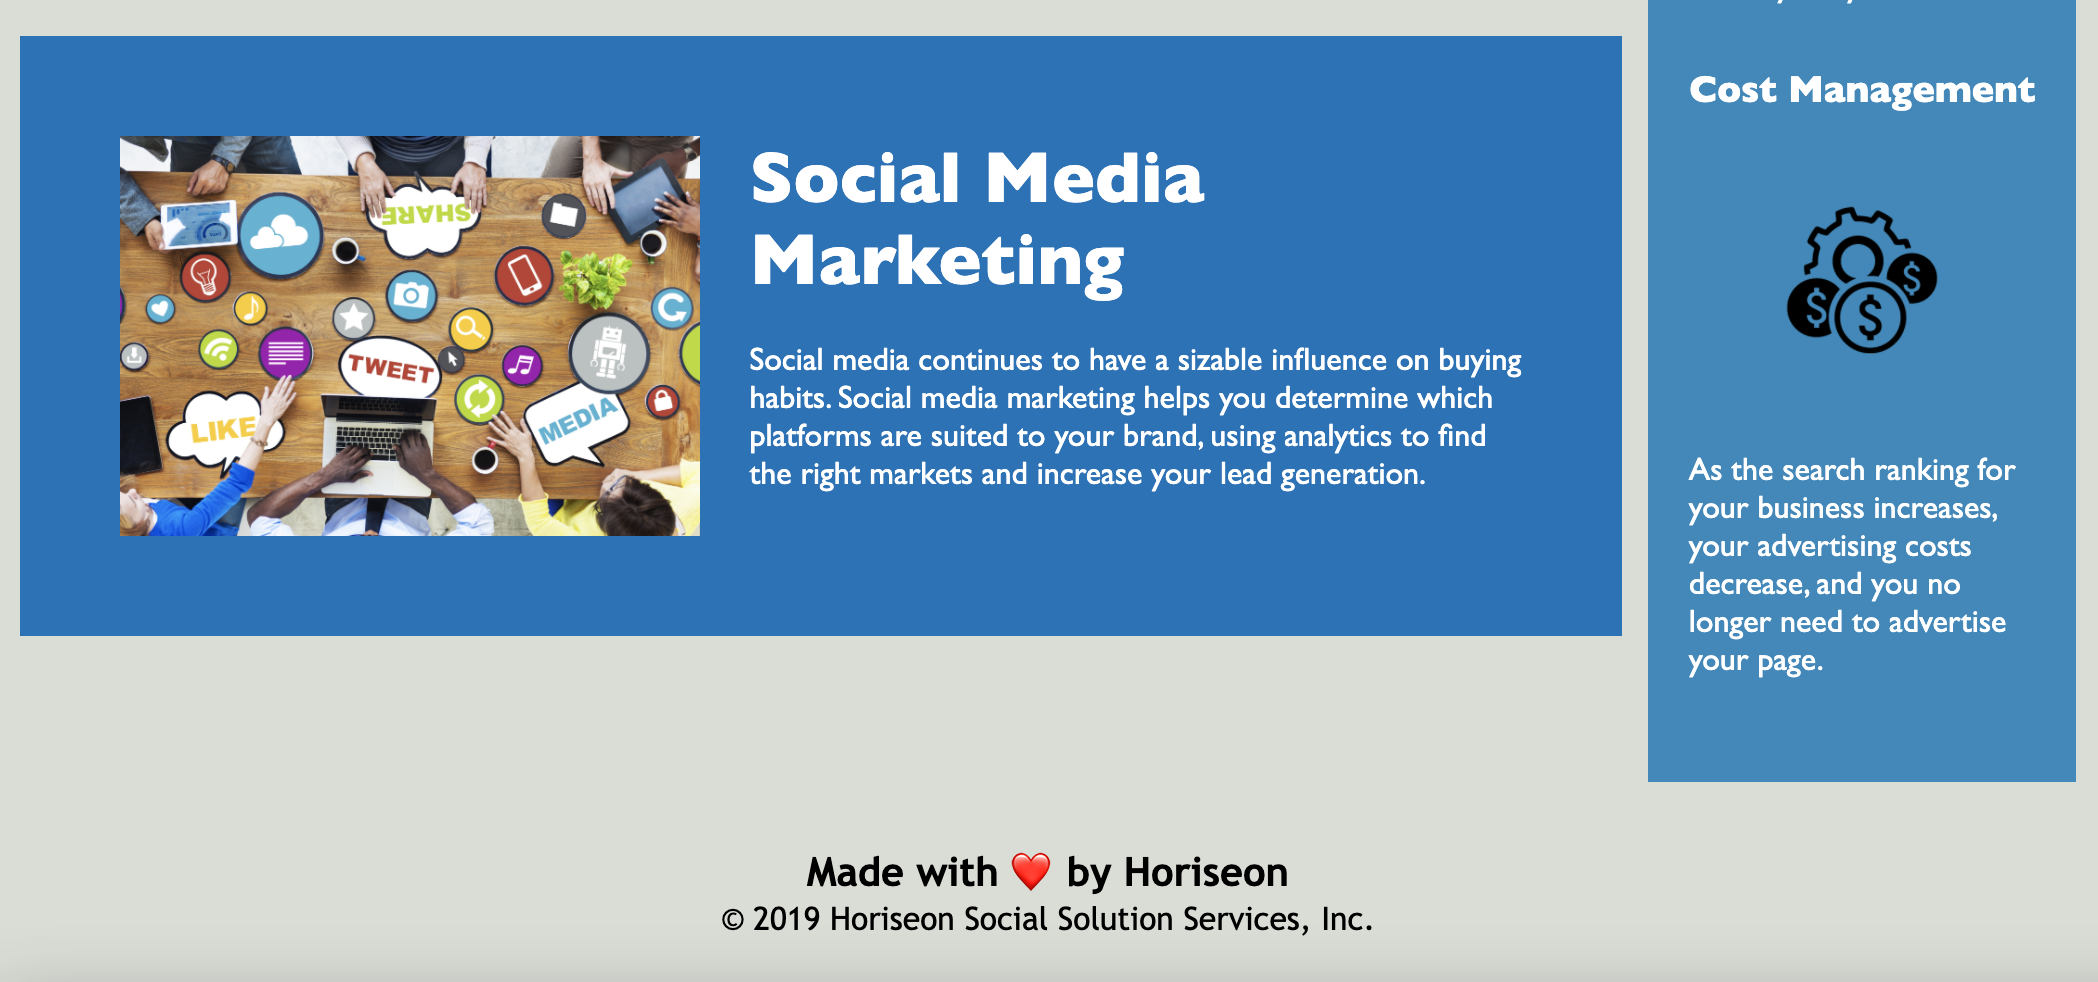 SHARE
TWEET
LIKE
MEDIA
Social Media
Marketing
Social media continues to have a sizable influence on buying
habits. Social media marketing helps you determine which
platforms are suited to your brand, using analytics to find
the right markets and increase your lead generation.
Cost Management
$
$
$
As the search ranking for
your business increases,
your advertising costs
decrease, and you no
longer need to advertise
your page.
Made with ❤️ by Horiseon
© 2019 Horiseon Social Solution Services, Inc.